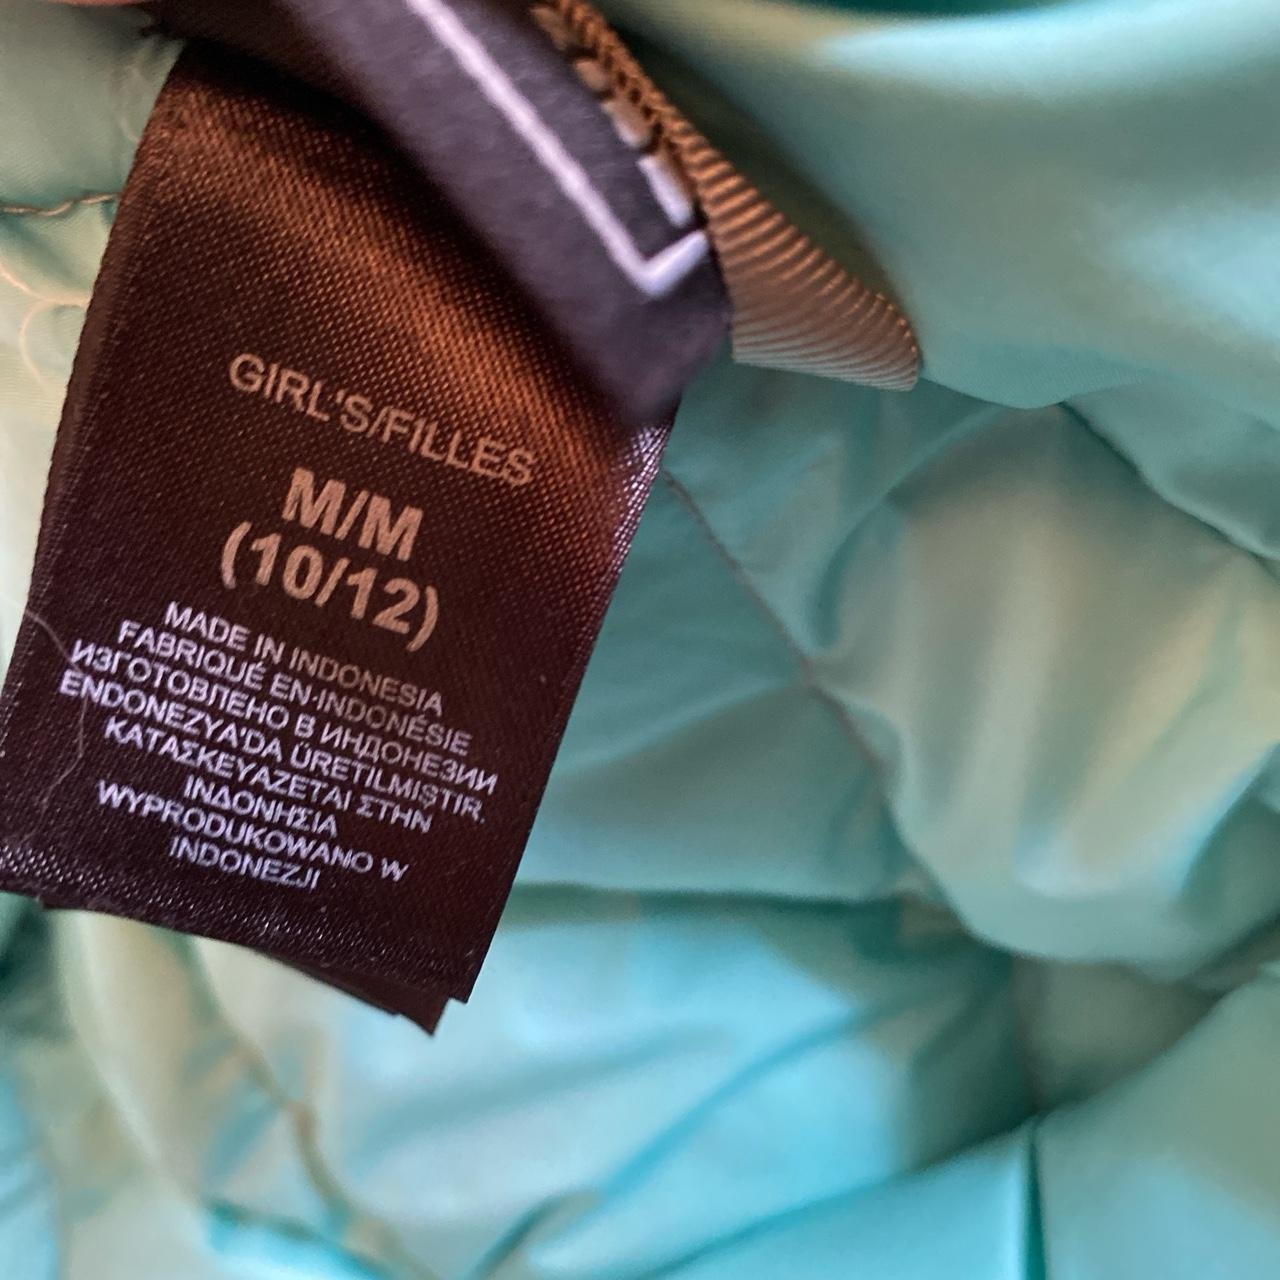 GIRL'S/FILLES
M/M
(10/12)
MADE IN INDONESIA
FABRIQUÉ EN·INDONÉSIE
ИЗГОТОВЛЕНО В ИНДОНЕЗИИ
ENDONEZYA'DA ÜRETILMIŞTIR.
ΚΑΤΑΣΚΕΥΑΖΕΤΑΙ ΣΤΗΝ
ΙΝΔΟΝΗΣΙΑ
WYPRODUKOWANO W
INDONEZJI